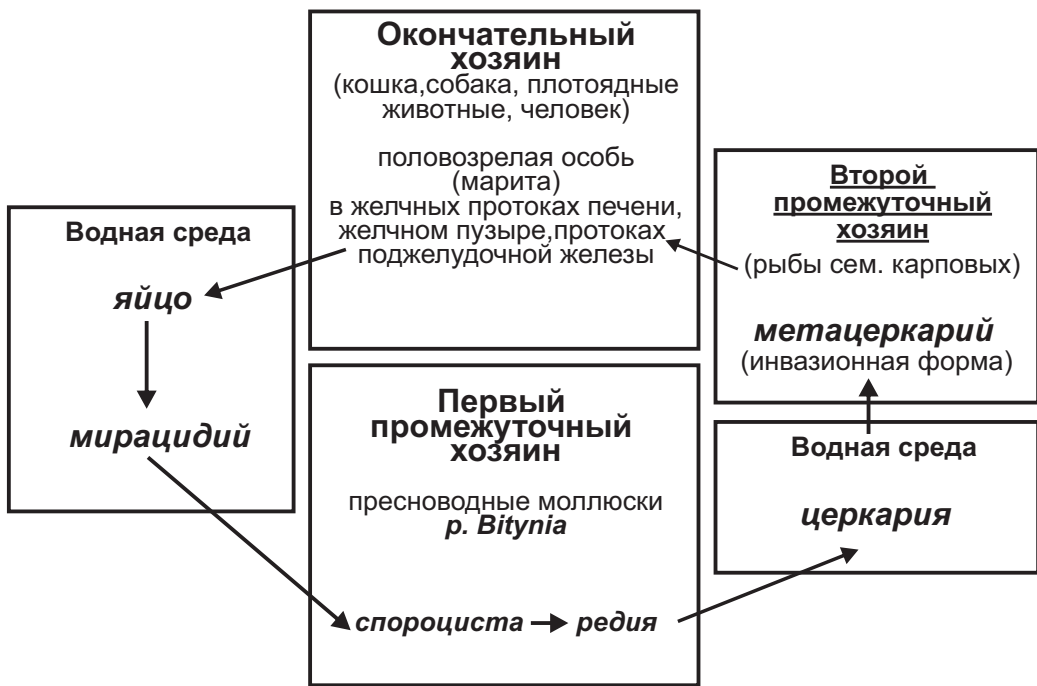 Окончательный
хозяин
(кошка,собака, плотоядные
животные, человек)
половозрелая особь
(марита)
в желчных протоках печени,
желчном пузыре,протоках
поджелудочной железы
Водная среда
яйцо
мирацидий
Первый
промежуточный
хозяин
пресноводные моллюски
р. Bitynia
спороциста
редия
Второй
промежуточный
хозяин
(рыбы сем. карповых)
метацеркарий
(инвазионная форма)
Водная среда
церкария